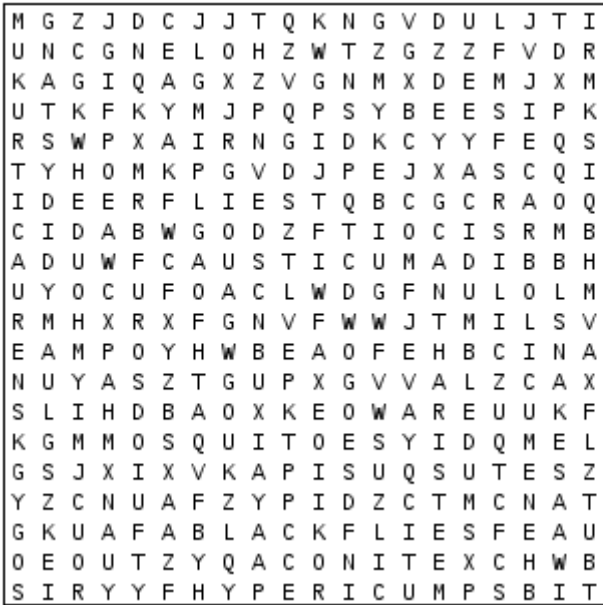 M G Z J D C J J T Q K N G V D U L J T I
U N C G N E L O H Z W T Z G Z Z F V D R
K A G I Q A G X Z V G N M X D E M J X M
U T K F K Y M J P Q P S Y B E E S I P K
R S W P X A I R N G I D K C Y Y F E Q S
T Y H O M K P G V D J P E J X A S C Q I
I D E E R F L I E S T Q B C G C R A O Q
C I D A B W G O D Z F T I O C I S R M B
A D U W F C A U S T I C U M A D I B B H
U Y O C U F O A C L W D G F N U L O L M
R M H X R X F G N V F W W J T M I L S V
E A M P O Y H W B E A O F E H B C I N A
N U Y A S Z T G U P X G V V A L Z C A X
S L I H D B A O X K E O W A R E U U K F
K G M M O S Q U I T O E S Y I D Q M E L
G S J X I X V K A P I S U Q S U T E S Z
Y Z C N U A F Z Y P I D Z C T M C N A T
G K U A F A B L A C K F L I E S F E A U
O E O U T Z Y Q A C O N I T E X C H W B
S I R Y Y F H Y P E R I C U M P S B I T